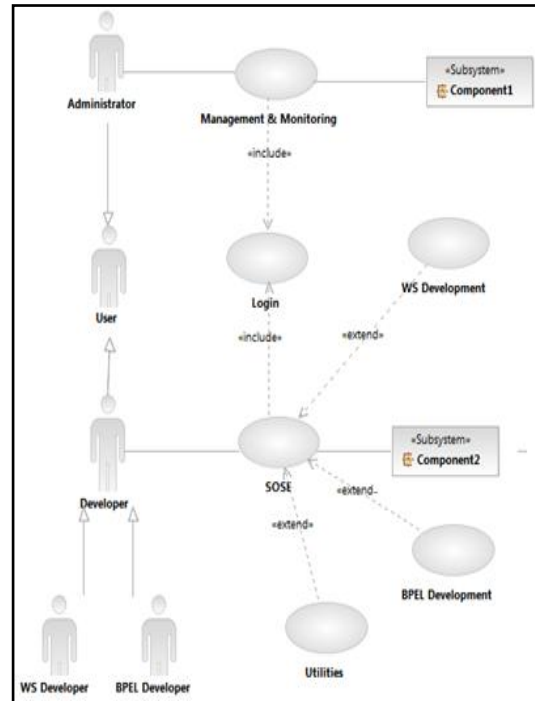 «Subsystem»
Component1
Administrator
Management & Monitoring
«include»
User
Login
WS Development
«include»
«extend»
«Subsystem»
Component2
...
Developer
SOSE
«extend»
«extend»
BPEL Development
Utilities
WS Developer
BPEL Developer